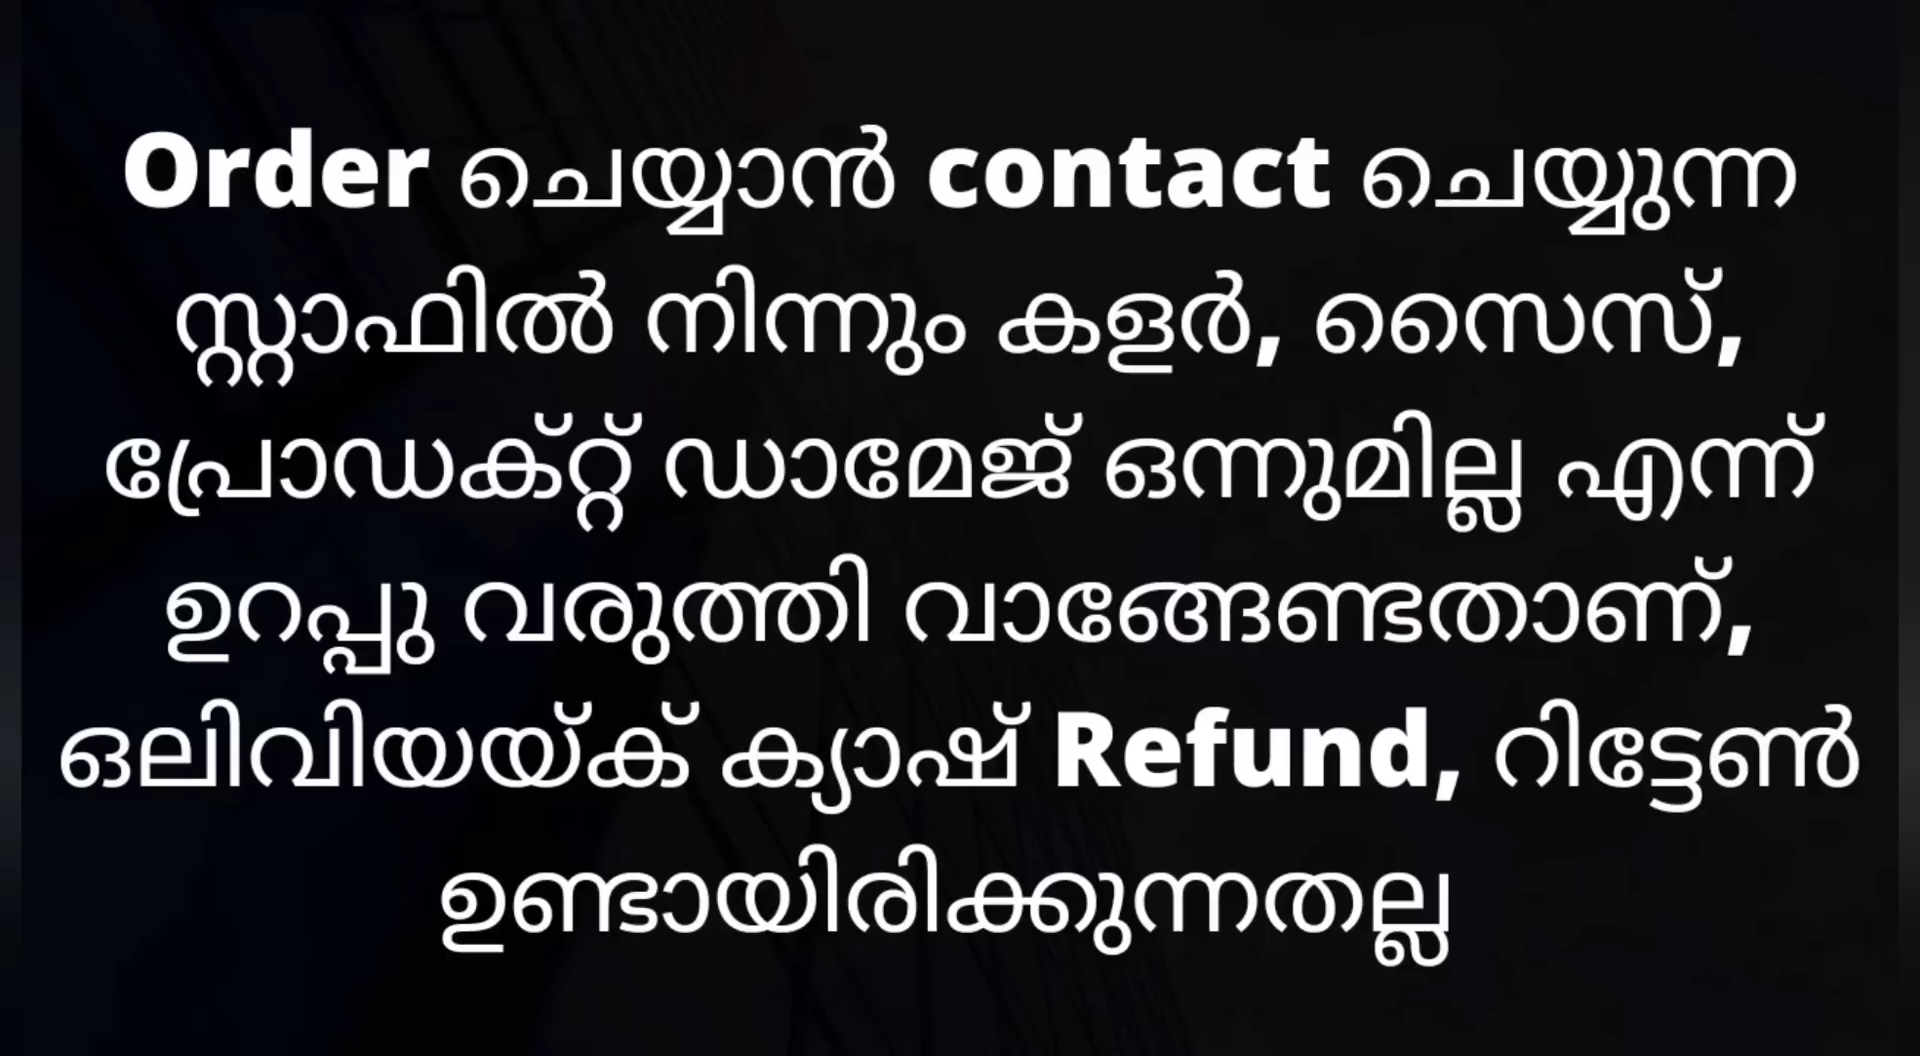 Order ചെയ്യാൻ contact ചെയ്യുന്ന
സ്റ്റാഫിൽ നിന്നും കളർ, സൈസ്,
പ്രോഡക്റ്റ് ഡാമേജ് ഒന്നുമില്ല എന്ന്
ഉറപ്പു വരുത്തി വാങ്ങേണ്ടതാണ്,
ഒലിവിയയ്ക് ക്യാഷ് Refund, റിട്ടേൺ
ഉണ്ടായിരിക്കുന്നതല്ല